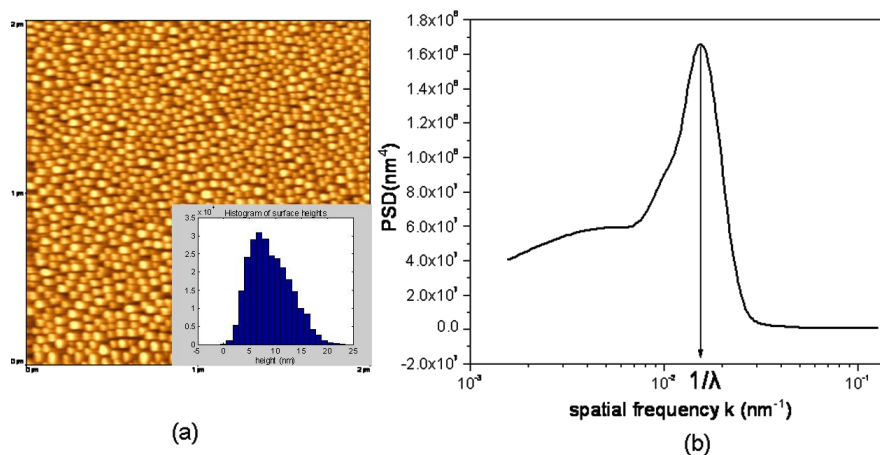 2 µm
1 µm
0 µm
0 µm
1 µm
2 µm
x 10⁴
Histogram of surface heights
3.5
3
2.5
2
1.5
1
0.5
0
-5
0
5
10
15
20
25
height (nm)
(a)
1.8x10⁸
1.6x10⁸
1.4x10⁸
1.2x10⁸
1.0x10⁸
8.0x10⁷
6.0x10⁷
4.0x10⁷
2.0x10⁷
0.0
-2.0x10⁷
PSD(nm⁴)
10⁻³
10⁻²
10⁻¹
1/λ
spatial frequency k (nm⁻¹)
(b)